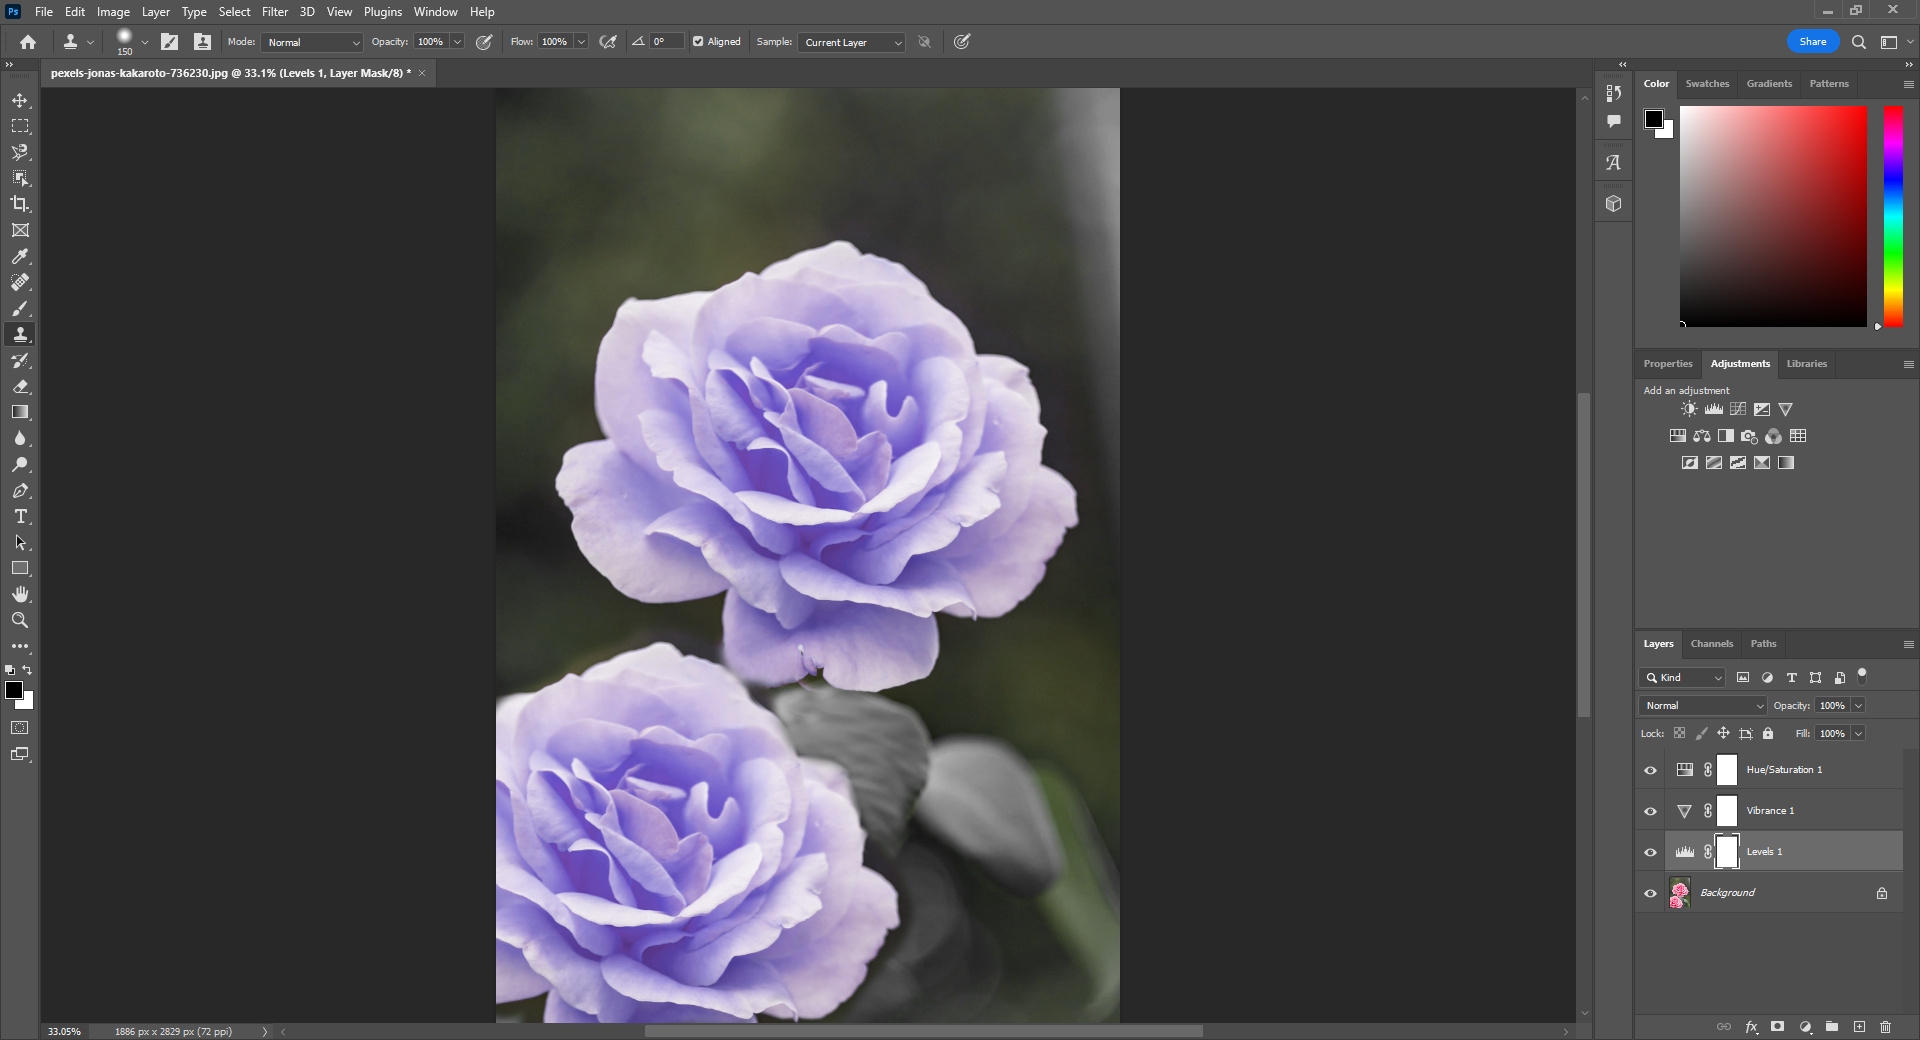 Ps File Edit Image Layer Type Select Filter 3D View Plugins Window Help
150 Mode: Normal Opacity: 100% Flow: 100% 0° Aligned Sample: Current Layer Share
pexels-jonas-kakaroto-736230.jpg @ 33.1% (Levels 1, Layer Mask/8) * ×
Color Swatches Gradients Patterns
Properties Adjustments Libraries
Add an adjustment
Layers Channels Paths
Kind
Normal Opacity: 100%
Lock: Fill: 100%
Hue/Saturation 1
Vibrance 1
Levels 1
Background
33.05% 1886 px x 2829 px (72 ppi)
fx